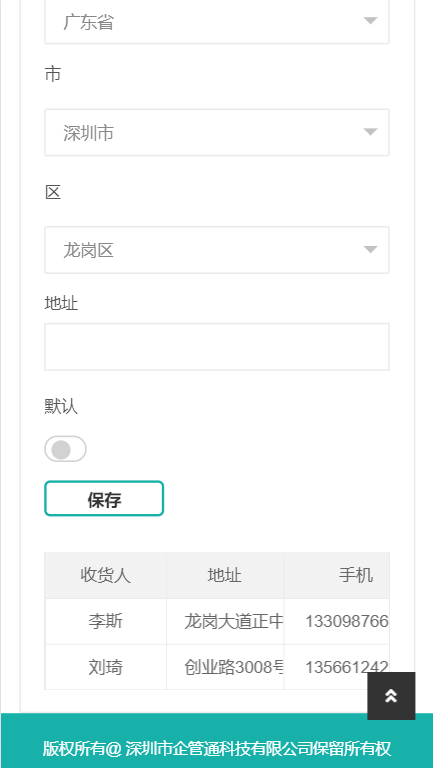 广东省
市
深圳市
区
龙岗区
地址
默认
保存
收货人 地址 手机
李斯 龙岗大道正中 133098766
刘琦 创业路3008号 135661242
版权所有@ 深圳市企管通科技有限公司保留所有权